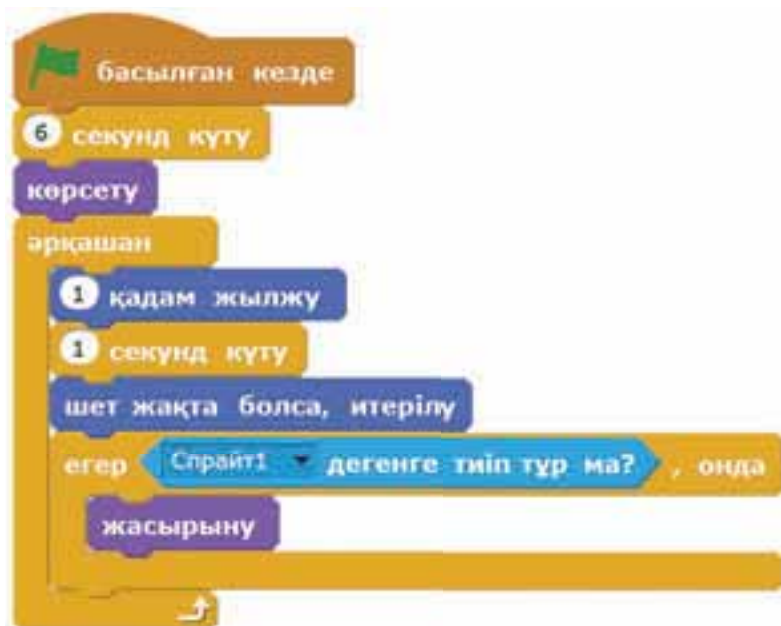 басылған кезде
6 секунд күту
көрсету
әрқашан
1 қадам жылжу
1 секунд күту
шет жақта болса, итерілу
егер Спрайт1 дегенге тиіп тұр ма? , онда
жасырыну